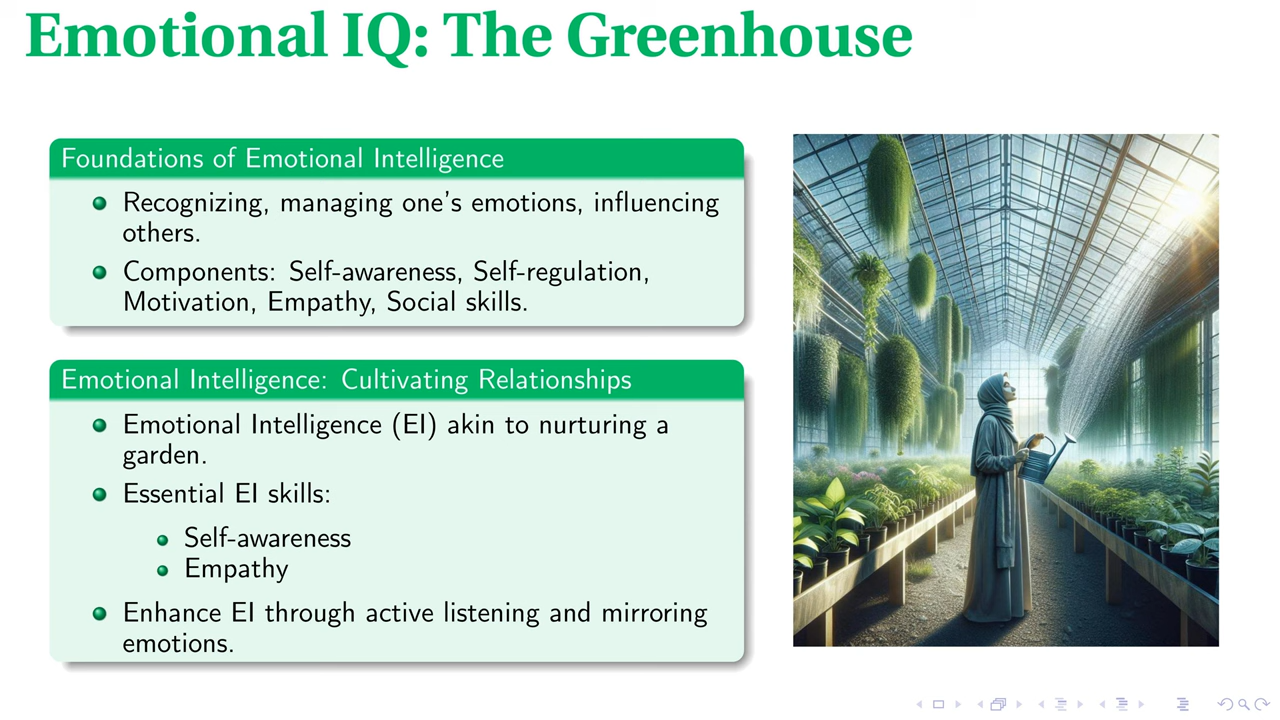 Emotional IQ: The Greenhouse
Foundations of Emotional Intelligence
Recognizing, managing one's emotions, influencing
others.
Components: Self-awareness, Self-regulation,
Motivation, Empathy, Social skills.
Emotional Intelligence: Cultivating Relationships
Emotional Intelligence (EI) akin to nurturing a
garden.
Essential EI skills:
Self-awareness
Empathy
Enhance EI through active listening and mirroring
emotions.